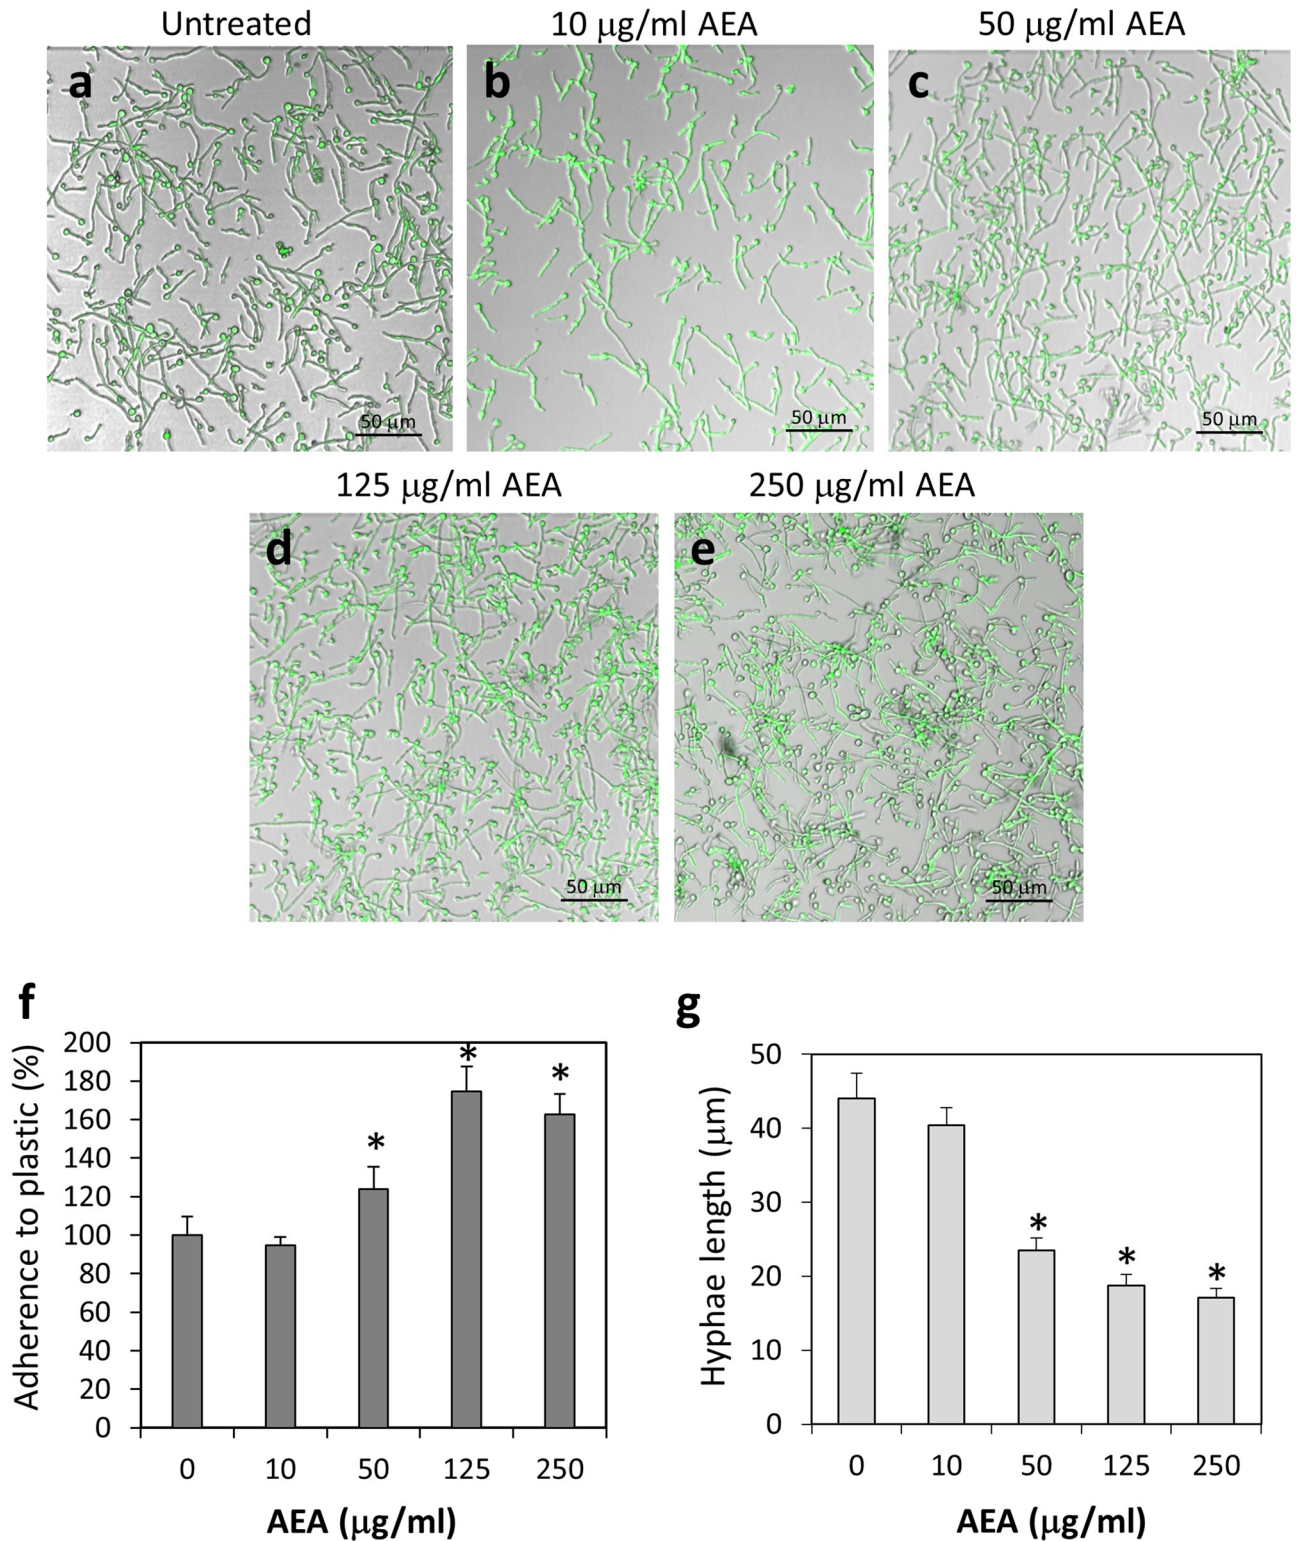 Untreated
10 μg/ml AEA
50 μg/ml AEA
a
b
c
50 μm
50 μm
50 μm
125 μg/ml AEA
250 μg/ml AEA
d
e
50 μm
50 μm
f
Adherence to plastic (%)
200
180
160
140
120
100
80
60
40
20
0
*
*
*
0 10 50 125 250
AEA (μg/ml)
g
Hyphae length (μm)
50
40
30
20
10
0
*
*
*
0 10 50 125 250
AEA (μg/ml)